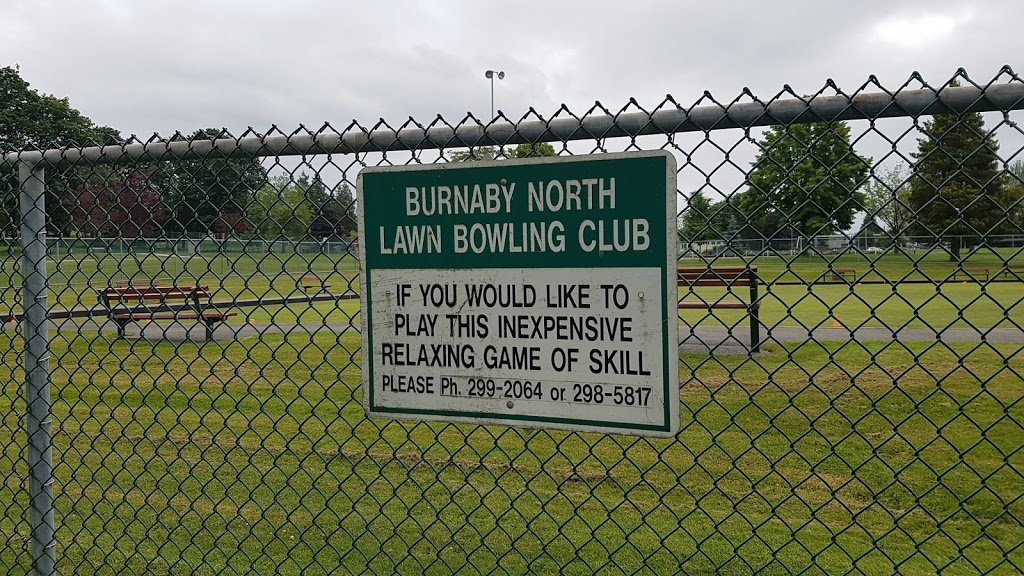 BURNABY NORTH
LAWN BOWLING CLUB
IF YOU WOULD LIKE TO
PLAY THIS INEXPENSIVE
RELAXING GAME OF SKILL
PLEASE Ph. 299-2064 or 298-5817